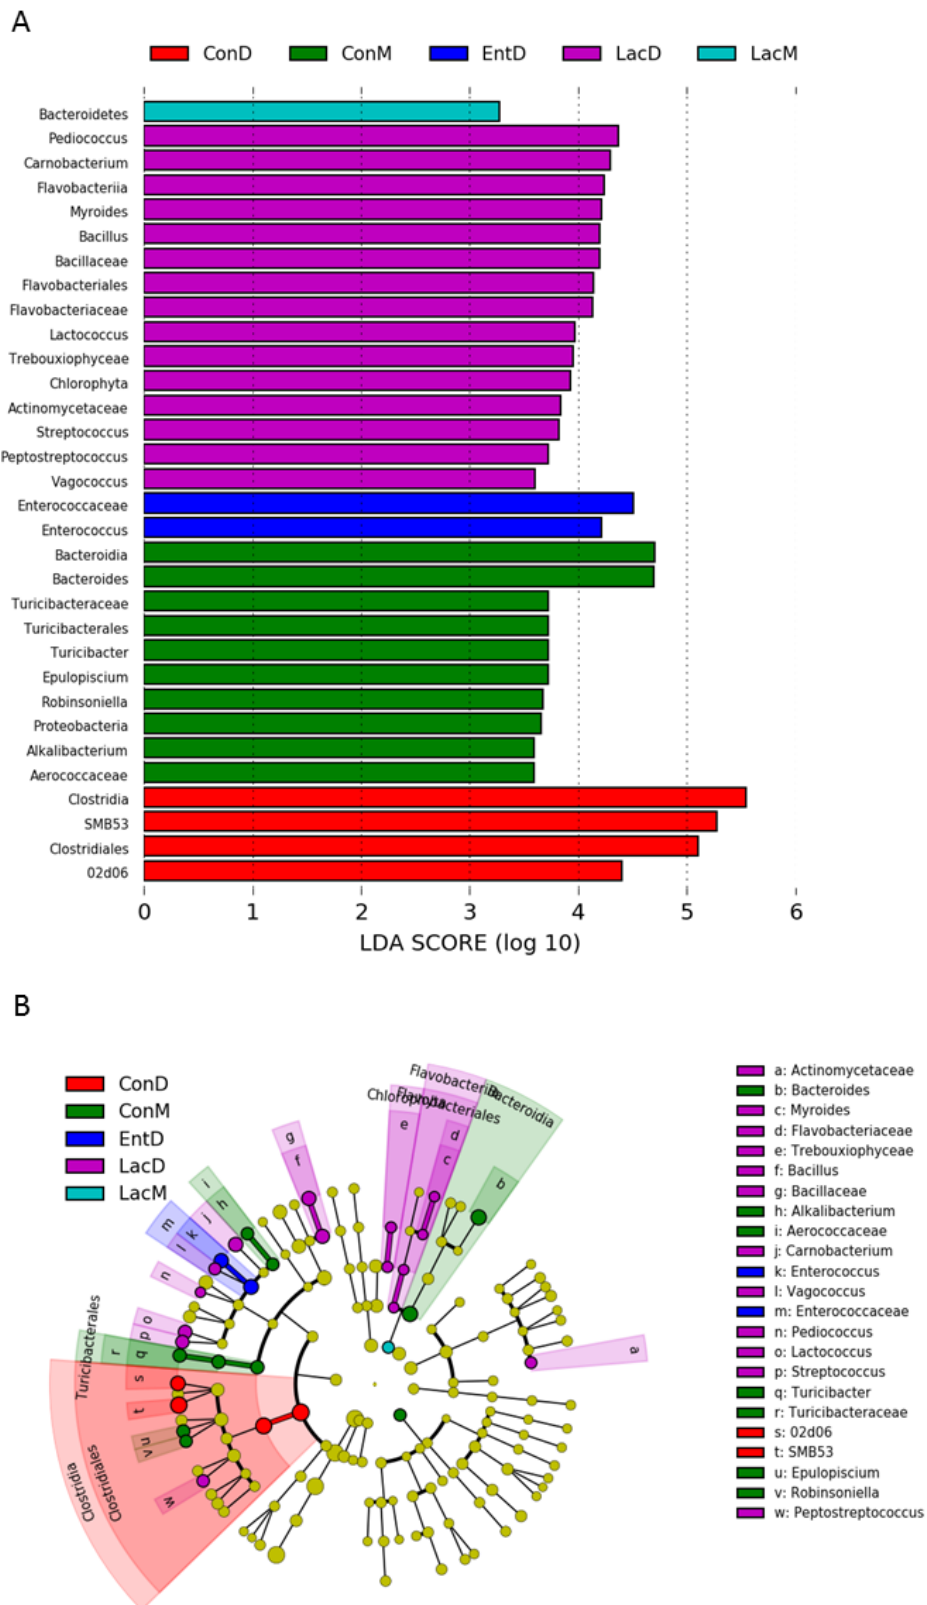 A
ConD ConM EntD LacD LacM
Bacteroidetes
Pediococcus
Carnobacterium
Flavobacteriia
Myroides
Bacillus
Bacillaceae
Flavobacteriales
Flavobacteriaceae
Lactococcus
Trebouxiophyceae
Chlorophyta
Actinomycetaceae
Streptococcus
Peptostreptococcus
Vagococcus
Enterococcaceae
Enterococcus
Bacteroidia
Bacteroides
Turicibacteraceae
Turicibacterales
Turicibacter
Epulopiscium
Robinsoniella
Proteobacteria
Alkalibacterium
Aerococcaceae
Clostridia
SMB53
Clostridiales
02d06
0 1 2 3 4 5 6
LDA SCORE (log 10)
B
ConD
ConM
EntD
LacD
LacM
Flavobacteriia
Chlorophyta
Flavobacteriales
Bacteroidia
Turicibacterales
Clostridiales
Clostridia
a
b
c
d
e
f
g
h
i
j
k
l
m
n
o
p
q
r
s
t
u
v
w
a: Actinomycetaceae
b: Bacteroides
c: Myroides
d: Flavobacteriaceae
e: Trebouxiophyceae
f: Bacillus
g: Bacillaceae
h: Alkalibacterium
i: Aerococcaceae
j: Carnobacterium
k: Enterococcus
l: Vagococcus
m: Enterococcaceae
n: Pediococcus
o: Lactococcus
p: Streptococcus
q: Turicibacter
r: Turicibacteraceae
s: 02d06
t: SMB53
u: Epulopiscium
v: Robinsoniella
w: Peptostreptococcus